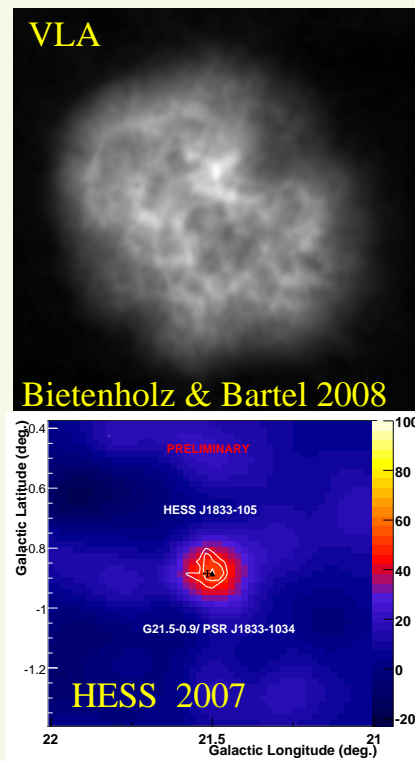 VLA
Bietenholz & Bartel 2008
-0.4
-0.6
-0.8
-1
-1.2
Galactic Latitude (deg.)
PRELIMINARY
HESS J1833-105
G21.5-0.9/ PSR J1833-1034
HESS 2007
100
80
60
40
20
0
-20
22
21.5
21
Galactic Longitude (deg.)